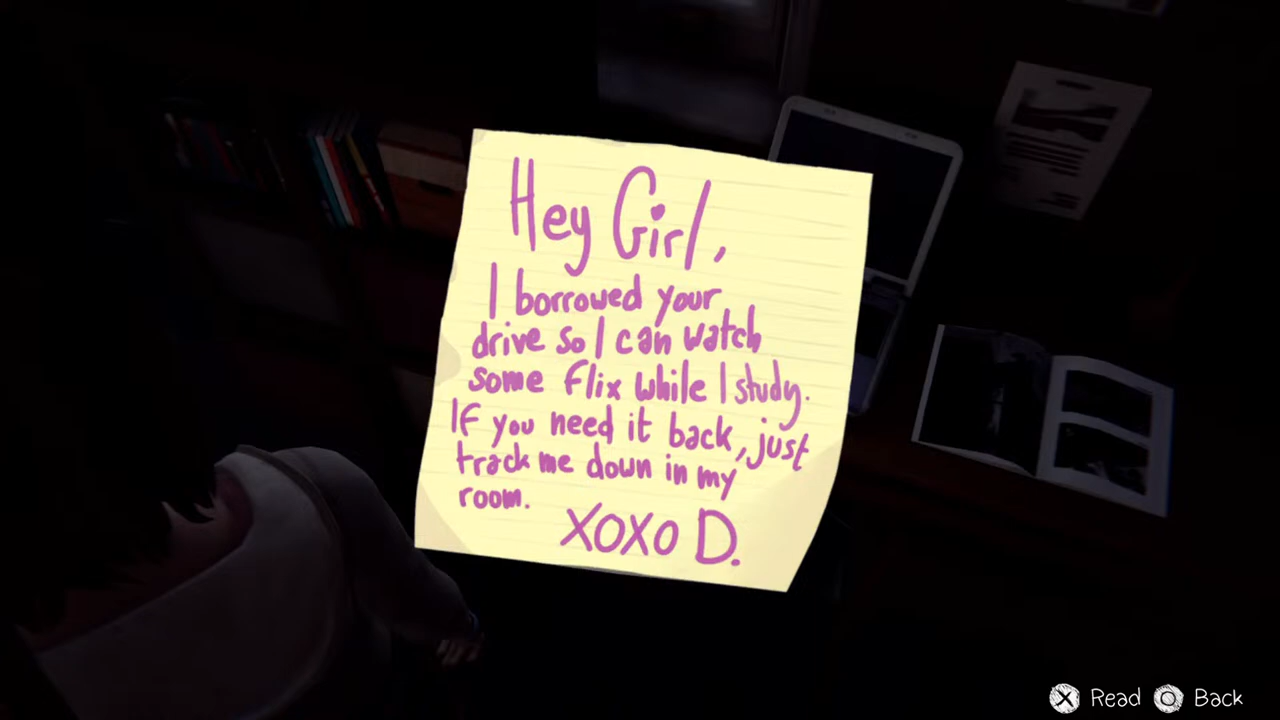 Hey Girl,
I borrowed your
drive so I can watch
some Flix while I study.
If you need it back, just
track me down in my
room.
XOXO D.
Read Back